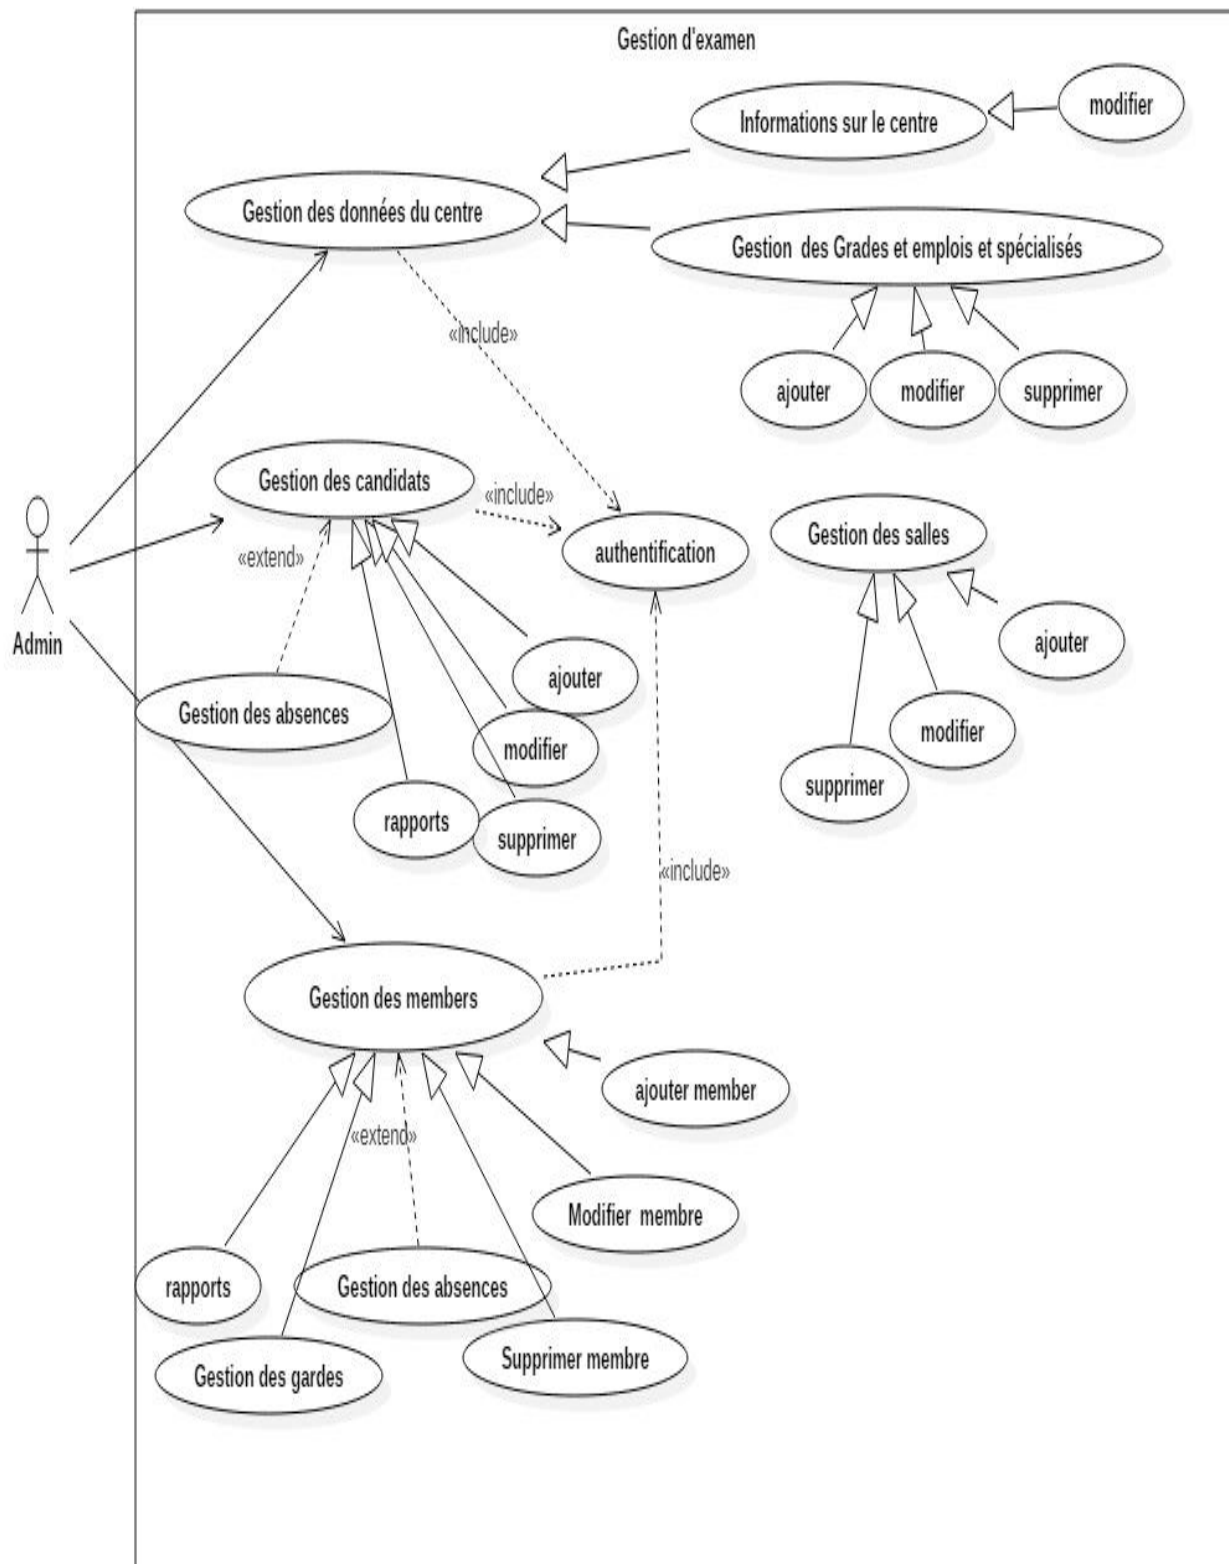 Gestion d'examen
Informations sur le centre
modifier
Gestion des données du centre
Gestion des Grades et emplois et spécialisés
«include»
ajouter
modifier
supprimer
Gestion des candidats
«include»
Gestion des salles
authentification
«extend»
Admin
ajouter
ajouter
Gestion des absences
modifier
modifier
supprimer
rapports
supprimer
«include»
Gestion des members
ajouter member
«extend»
Modifier membre
rapports
Gestion des absences
Supprimer membre
Gestion des gardes